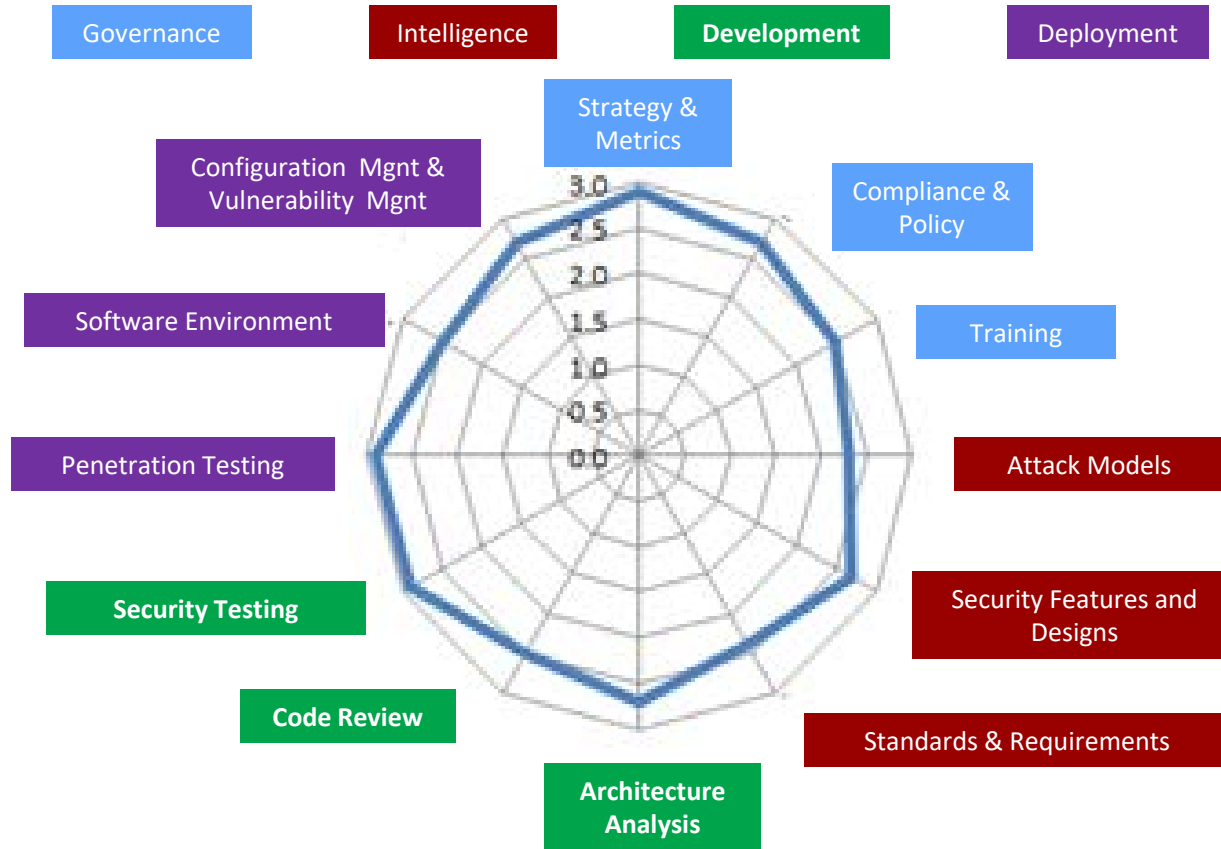 Governance
Intelligence
Development
Deployment
Strategy &
Metrics
Configuration Mgnt &
Vulnerability Mgnt
Compliance &
Policy
3.0
2.5
2.0
1.5
1.0
0.5
0.0
Software Environment
Training
Penetration Testing
Attack Models
Security Testing
Security Features and
Designs
Code Review
Standards & Requirements
Architecture
Analysis